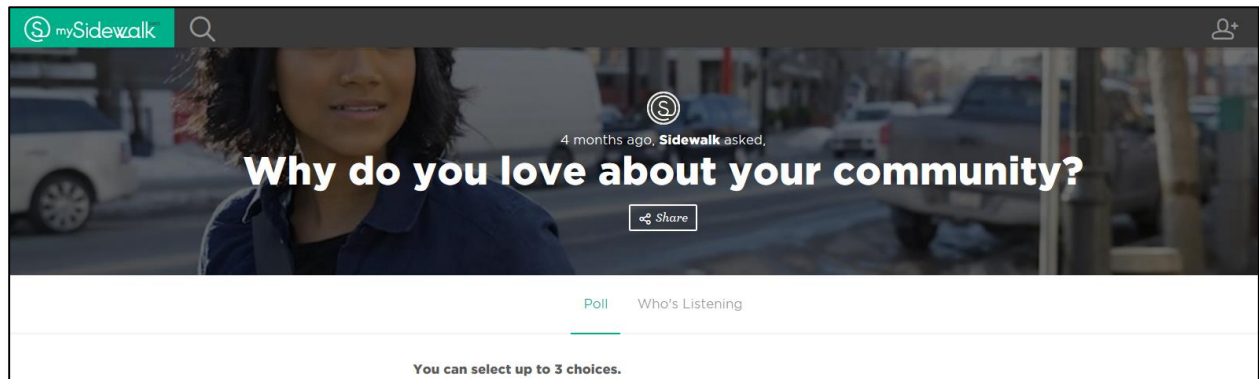 mySidewalk
4 months ago, Sidewalk asked,
Why do you love about your community?
Share
Poll Who's Listening
You can select up to 3 choices.